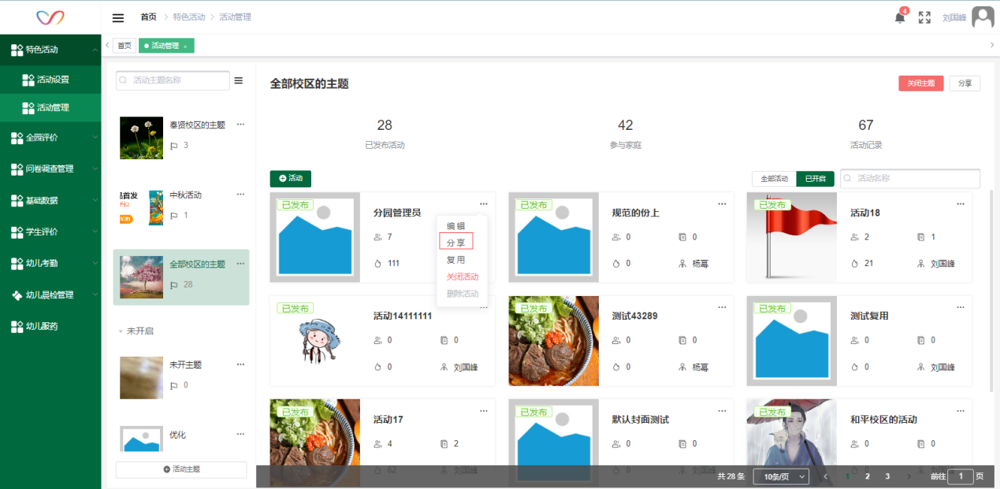 首页 特色活动 活动管理
4
刘国峰
特色活动
活动设置
活动管理
全园评价
问卷调查管理
基础数据
学生评价
幼儿考勤
幼儿晨检管理
幼儿服药
首页 活动管理 ×
活动主题名称
奉贤校区的主题
3
中秋活动
1
全部校区的主题
28
未开启
未开主题
0
优化
活动主题
全部校区的主题
关闭主题 分享
28 42 67
已发布活动 参与家庭 活动记录
活动
全部活动 已开启 活动名称
已发布
分园管理员
7
111
编辑
分享
复用
关闭活动
删除活动
已发布
规范的份上
0 0
0 杨幂
已发布
活动18
2 1
21 刘国峰
已发布
活动14111111
0 0
0 刘国峰
已发布
测试43289
0 0
0 杨幂
已发布
测试复用
0 0
0 刘国峰
已发布
活动17
4 2
62 刘国峰
已发布
默认封面测试
0 0
0 刘国峰
已发布
和平校区的活动
0 0
共 28 条 10条/页 1 2 3 前往 1 页